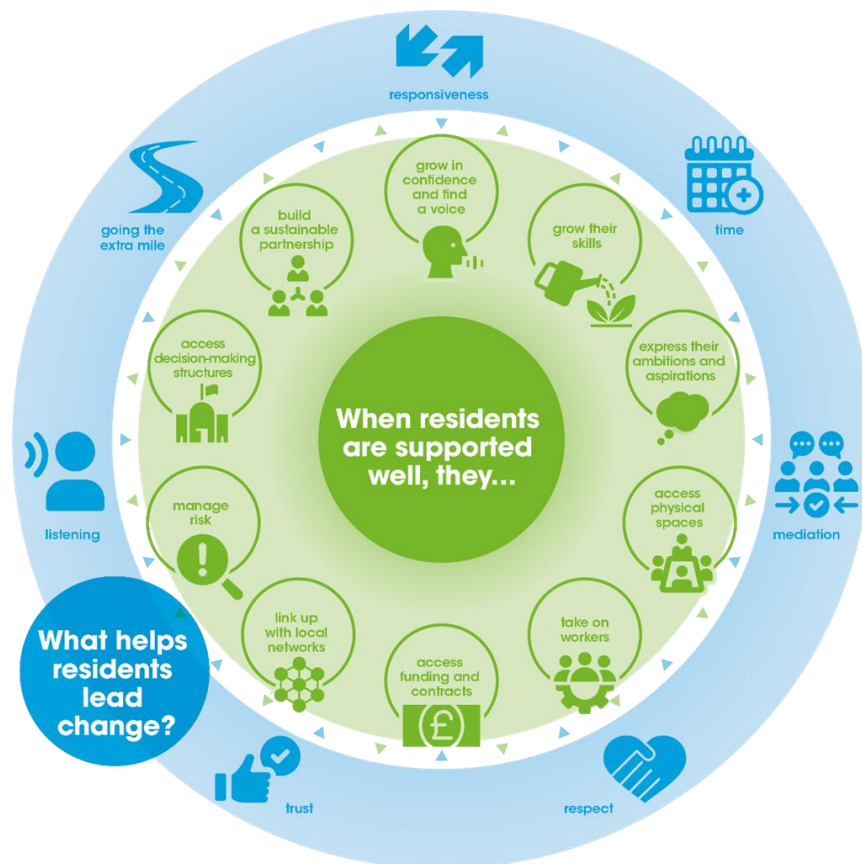 responsiveness
time
mediation
respect
trust
What helps
residents
lead
change?
listening
going the
extra mile
When residents
are supported
well, they...
grow in
confidence
and find
a voice
grow their
skills
express their
ambitions and
aspirations
access
physical
spaces
take on
workers
access
funding and
contracts
£
link up
with local
networks
manage
risk
access
decision-making
structures
build
a sustainable
partnership